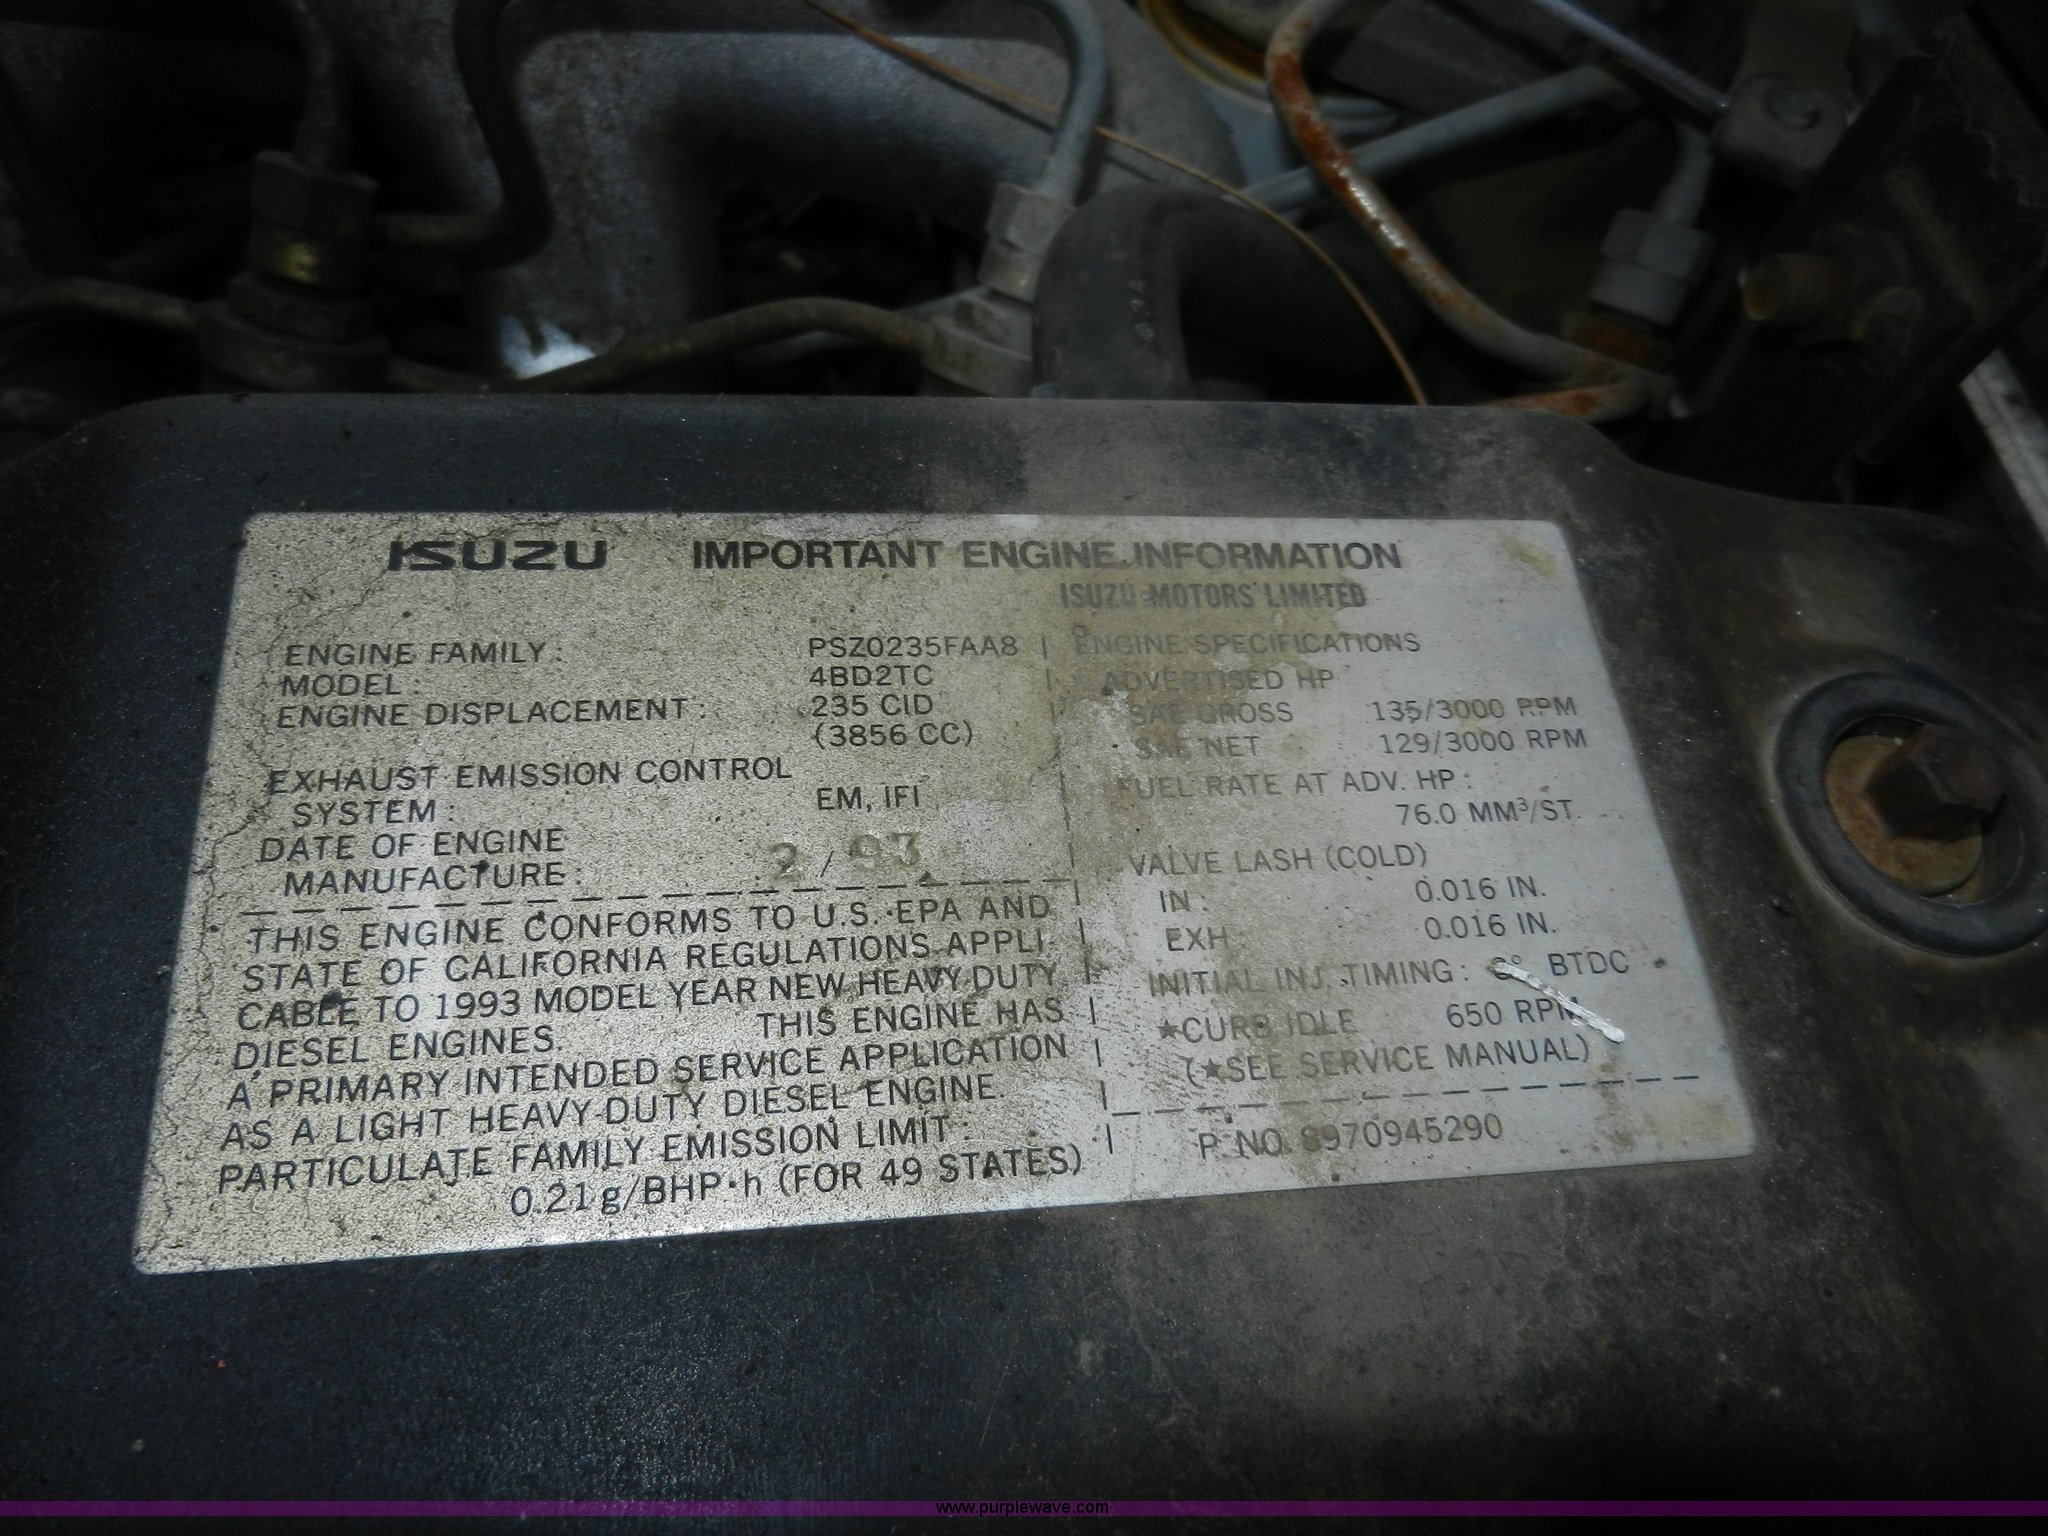 ISUZU IMPORTANT ENGINE INFORMATION
ISUZU MOTORS LIMITED
ENGINE FAMILY: PSZ0235FAA8
MODEL: 4BD2TC
ENGINE DISPLACEMENT: 235 CID
(3856 CC)
EXHAUST EMISSION CONTROL
SYSTEM: EM, IFI
DATE OF ENGINE
MANUFACTURE: 2 / 93
THIS ENGINE CONFORMS TO U.S. EPA AND
STATE OF CALIFORNIA REGULATIONS APPLI-
CABLE TO 1993 MODEL YEAR NEW HEAVY DUTY
DIESEL ENGINES. THIS ENGINE HAS
A PRIMARY INTENDED SERVICE APPLICATION
AS A LIGHT HEAVY-DUTY DIESEL ENGINE.
PARTICULATE FAMILY EMISSION LIMIT:
0.21g/BHP·h (FOR 49 STATES)
ENGINE SPECIFICATIONS
ADVERTISED HP
SAE GROSS 135/3000 RPM
SAE NET 129/3000 RPM
FUEL RATE AT ADV. HP:
76.0 MM³/ST.
VALVE LASH (COLD)
IN: 0.016 IN.
EXH: 0.016 IN.
INITIAL INJ. TIMING: BTDC
★CURB IDLE 650 RPM
(★SEE SERVICE MANUAL)
P. NO. 8970945290
www.purplewave.com